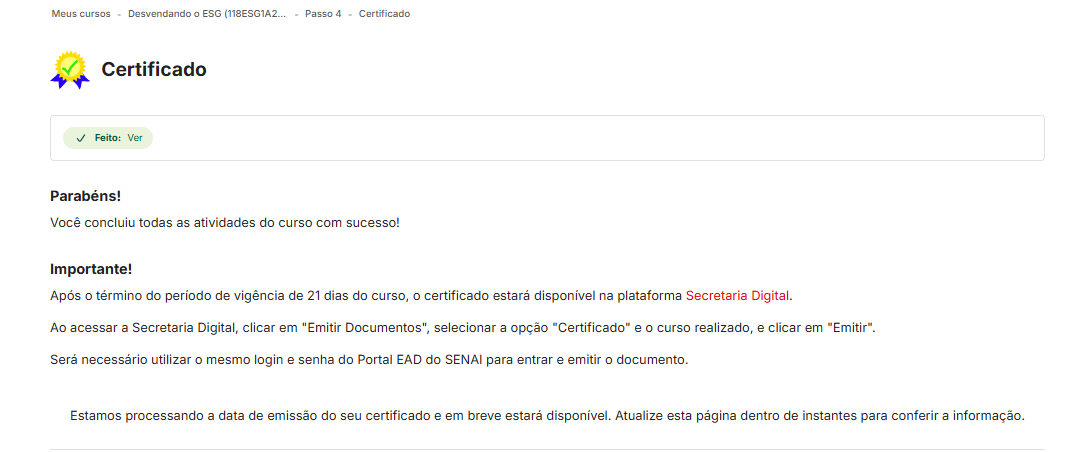 Meus cursos - Desvendando o ESG (118ESG1A2... - Passo 4 - Certificado
Certificado
Feito: Ver
Parabéns!
Você concluiu todas as atividades do curso com sucesso!
Importante!
Após o término do período de vigência de 21 dias do curso, o certificado estará disponível na plataforma Secretaria Digital.
Ao acessar a Secretaria Digital, clicar em "Emitir Documentos", selecionar a opção "Certificado" e o curso realizado, e clicar em "Emitir".
Será necessário utilizar o mesmo login e senha do Portal EAD do SENAI para entrar e emitir o documento.
Estamos processando a data de emissão do seu certificado e em breve estará disponível. Atualize esta página dentro de instantes para conferir a informação.